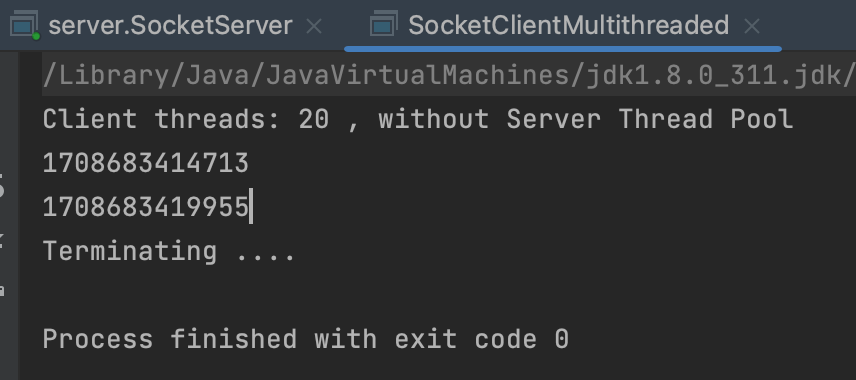 server.SocketServer SocketClientMultithreaded
/Library/Java/JavaVirtualMachines/jdk1.8.0_311.jdk/
Client threads: 20 , without Server Thread Pool
1708683414713
1708683419955
Terminating ....
Process finished with exit code 0